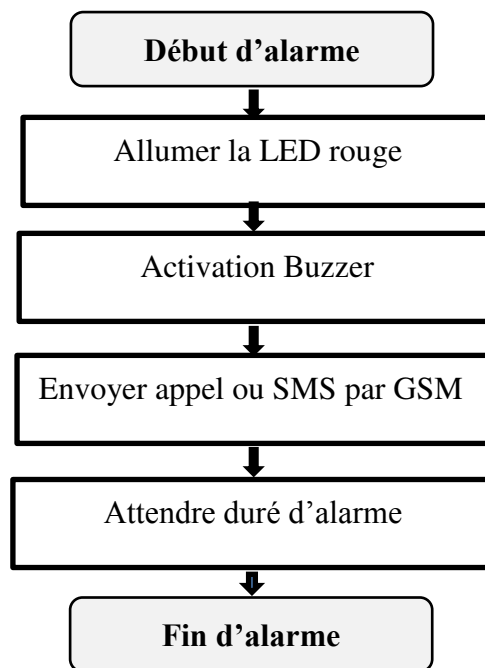 Début d’alarme
Allumer la LED rouge
Activation Buzzer
Envoyer appel ou SMS par GSM
Attendre duré d’alarme
Fin d’alarme